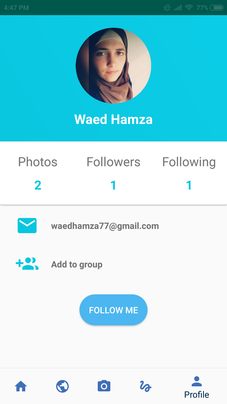 4:47 PM 77%
Waed Hamza
Photos Followers Following
2 1 1
waedhamza77@gmail.com
Add to group
FOLLOW ME
Profile